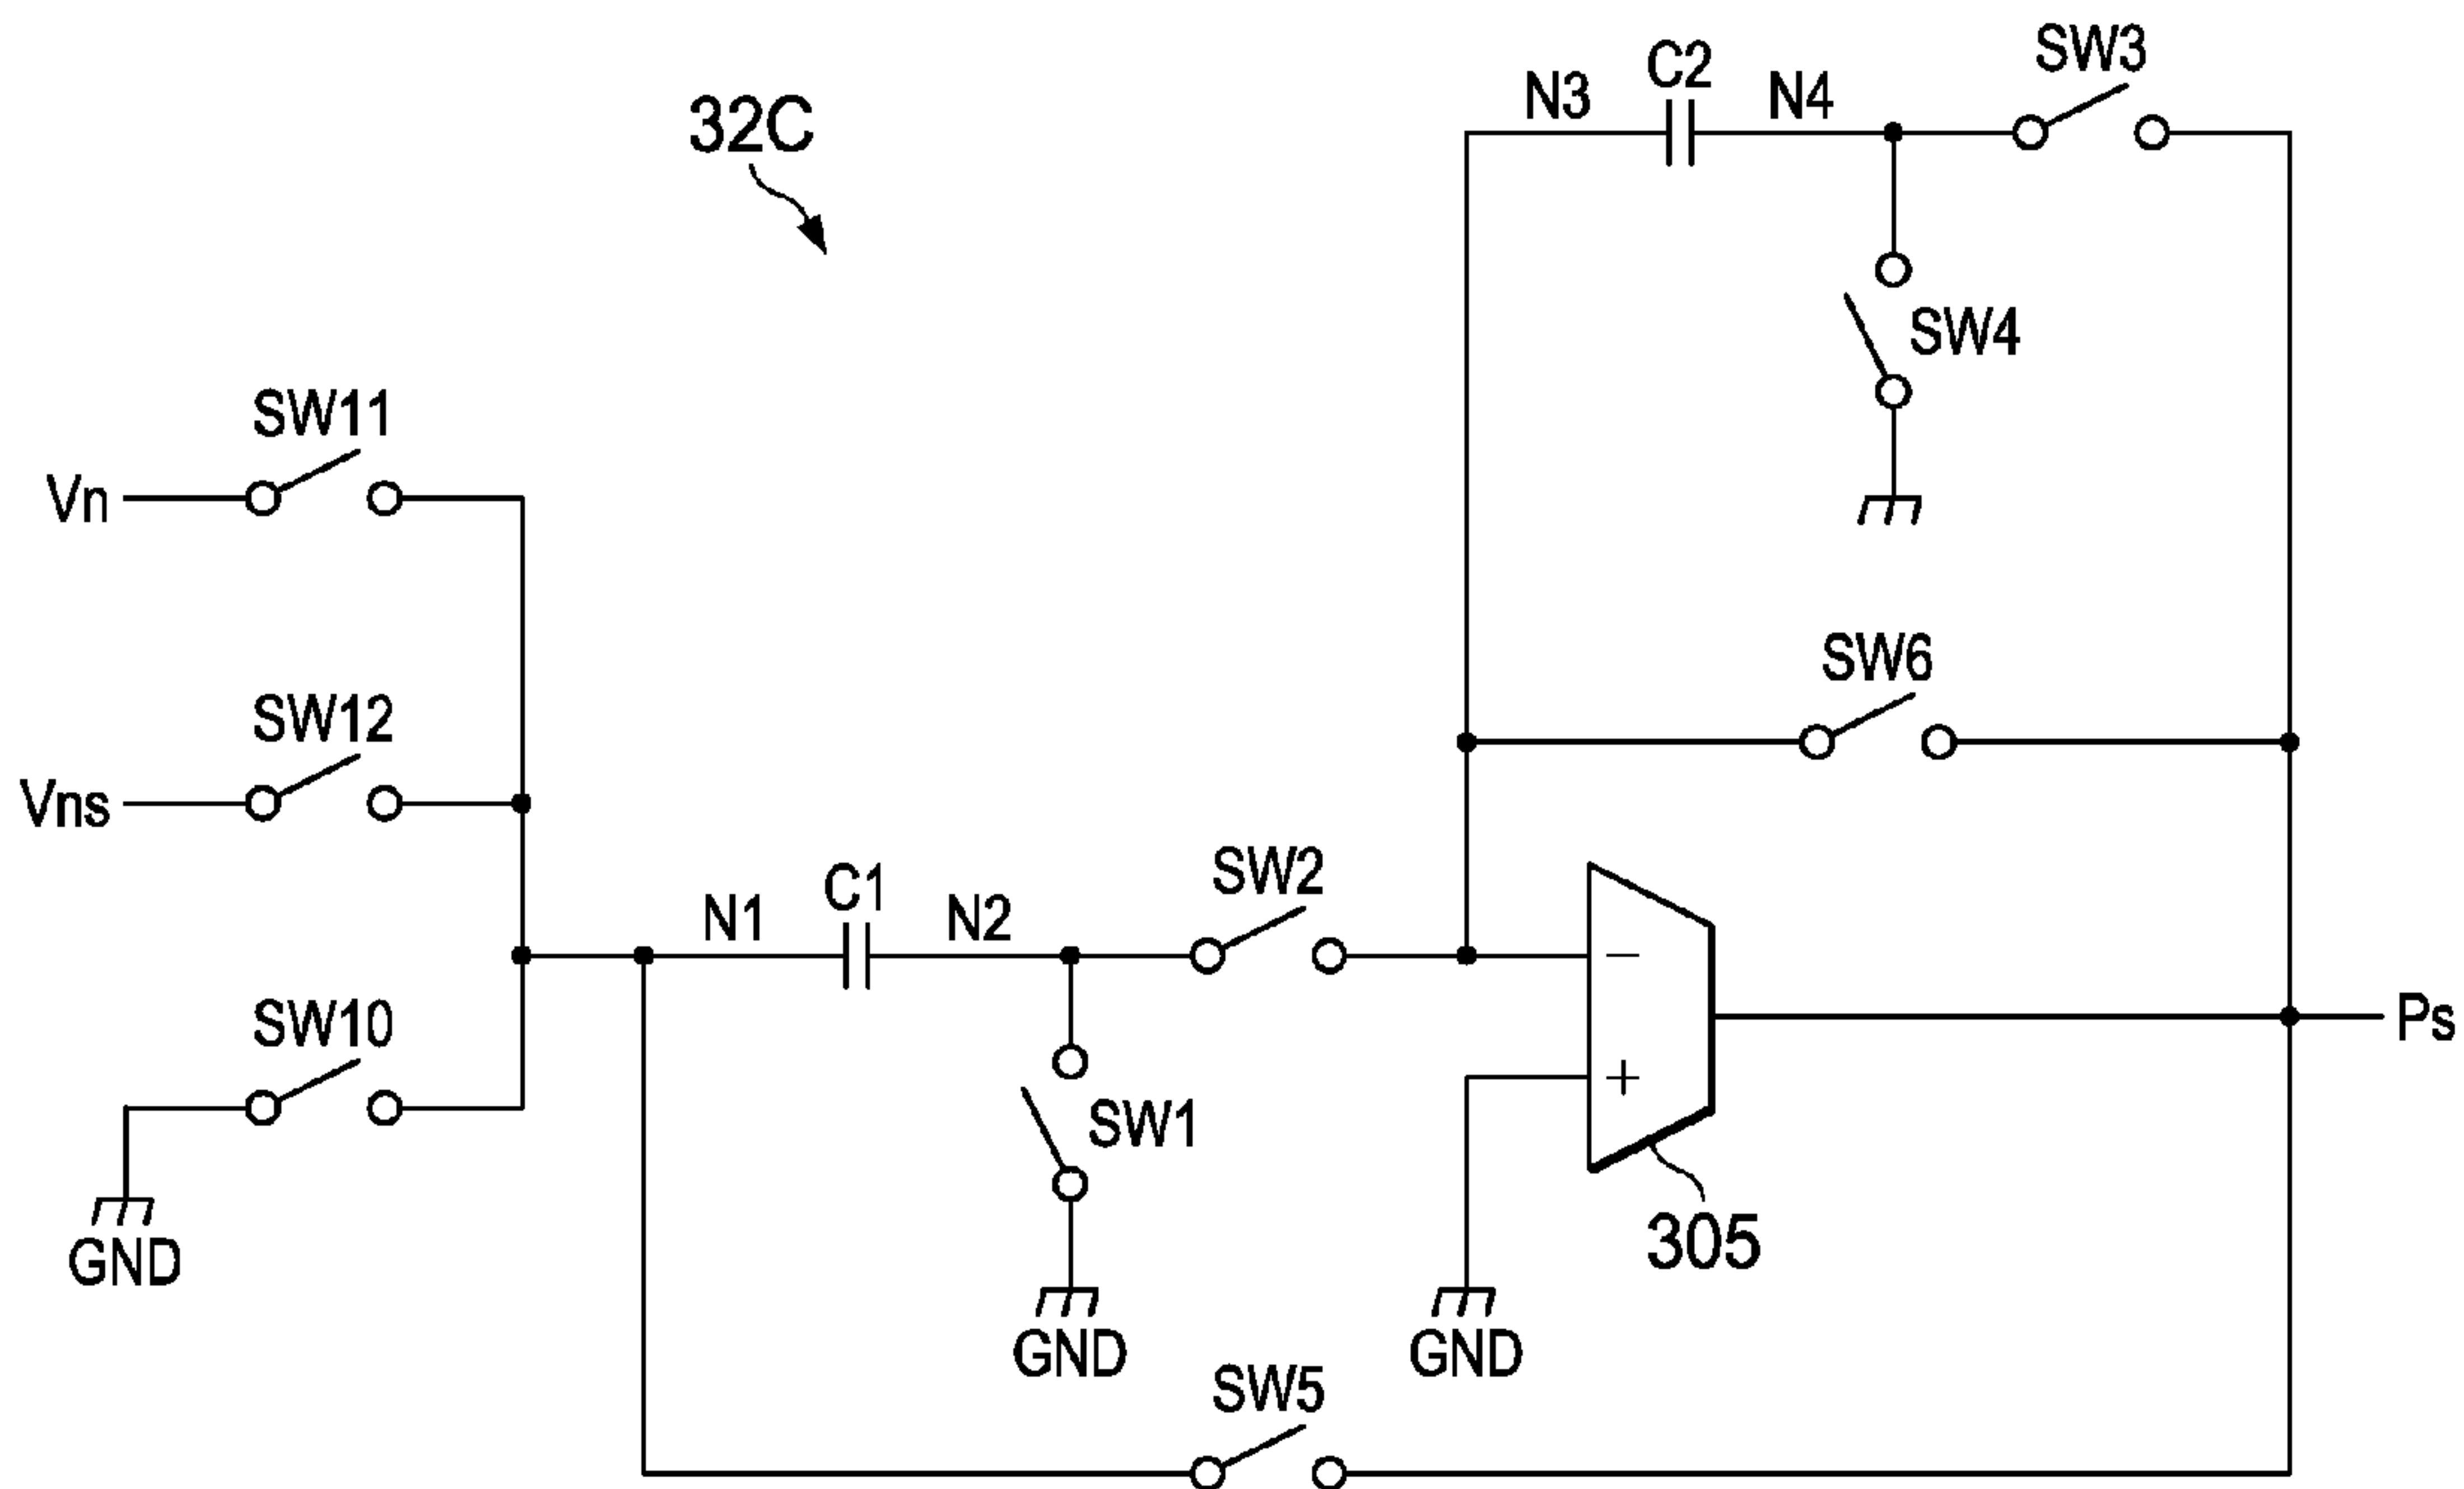 SW3
C2
N3
N4
32C
SW4
SW11
Vn
SW6
SW12
Vns
SW2
C1
N1
N2
−
SW10
Ps
+
SW1
305
GND
GND
GND
SW5